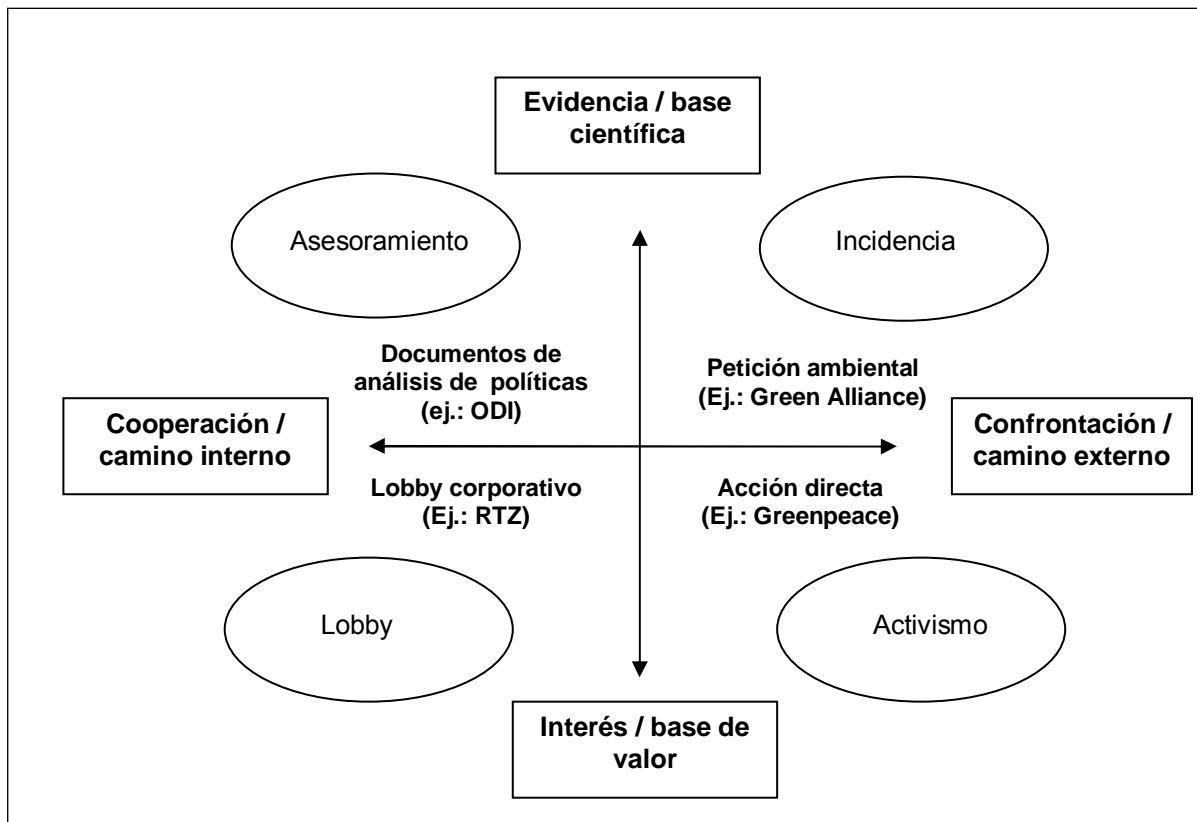 Evidencia / base
científica
Asesoramiento
Incidencia
Documentos de
análisis de políticas
(ej.: ODI)
Petición ambiental
(Ej.: Green Alliance)
Cooperación /
camino interno
Confrontación /
camino externo
Lobby corporativo
(Ej.: RTZ)
Acción directa
(Ej.: Greenpeace)
Lobby
Activismo
Interés / base de
valor